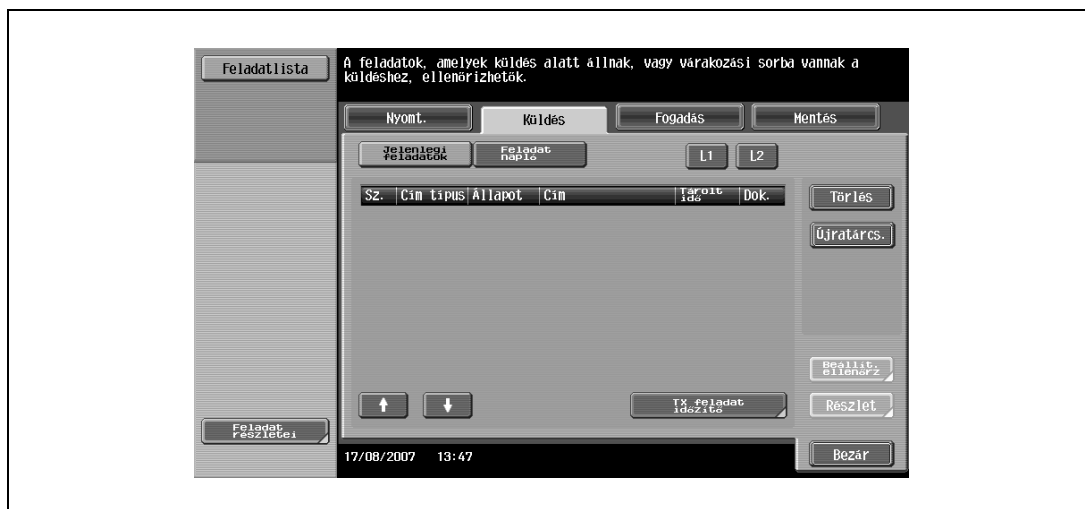 Feladatlista
A feladatok, amelyek küldés alatt állnak, vagy várakozási sorba vannak a
küldéshez, ellenőrizhetők.
Nyomt. Küldés Fogadás Mentés
Jelenlegi
feladatok
Feladat
napló
L1 L2
Sz. Cím típus Állapot Cím Tárolt
idő
Dok.
Törlés
Újratárcs.
Beállít.
ellenőrz
TX feladat
időzítő
Részlet
Feladat
részletei
17/08/2007 13:47
Bezár